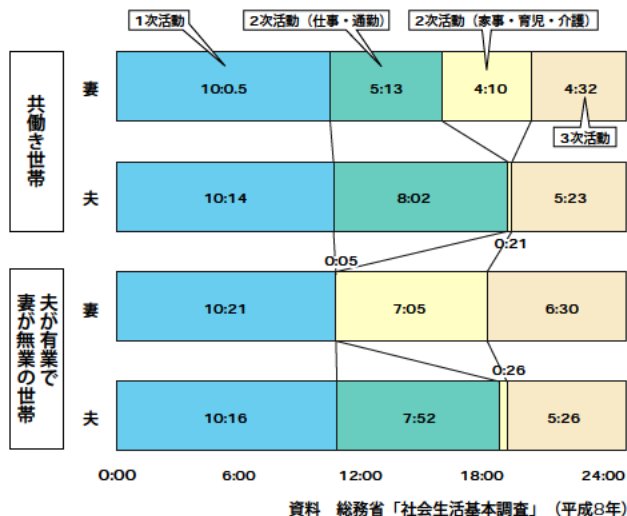 1次活動
2次活動（仕事・通勤）
2次活動（家事・育児・介護）
共働き世帯
妻
10:0.5
5:13
4:10
4:32
3次活動
夫
10:14
8:02
5:23
0:21
0:05
夫が有業で
妻が無業の世帯
妻
10:21
7:05
6:30
0:26
夫
10:16
7:52
5:26
0:00
6:00
12:00
18:00
24:00
資料　総務省「社会生活基本調査」（平成8年）